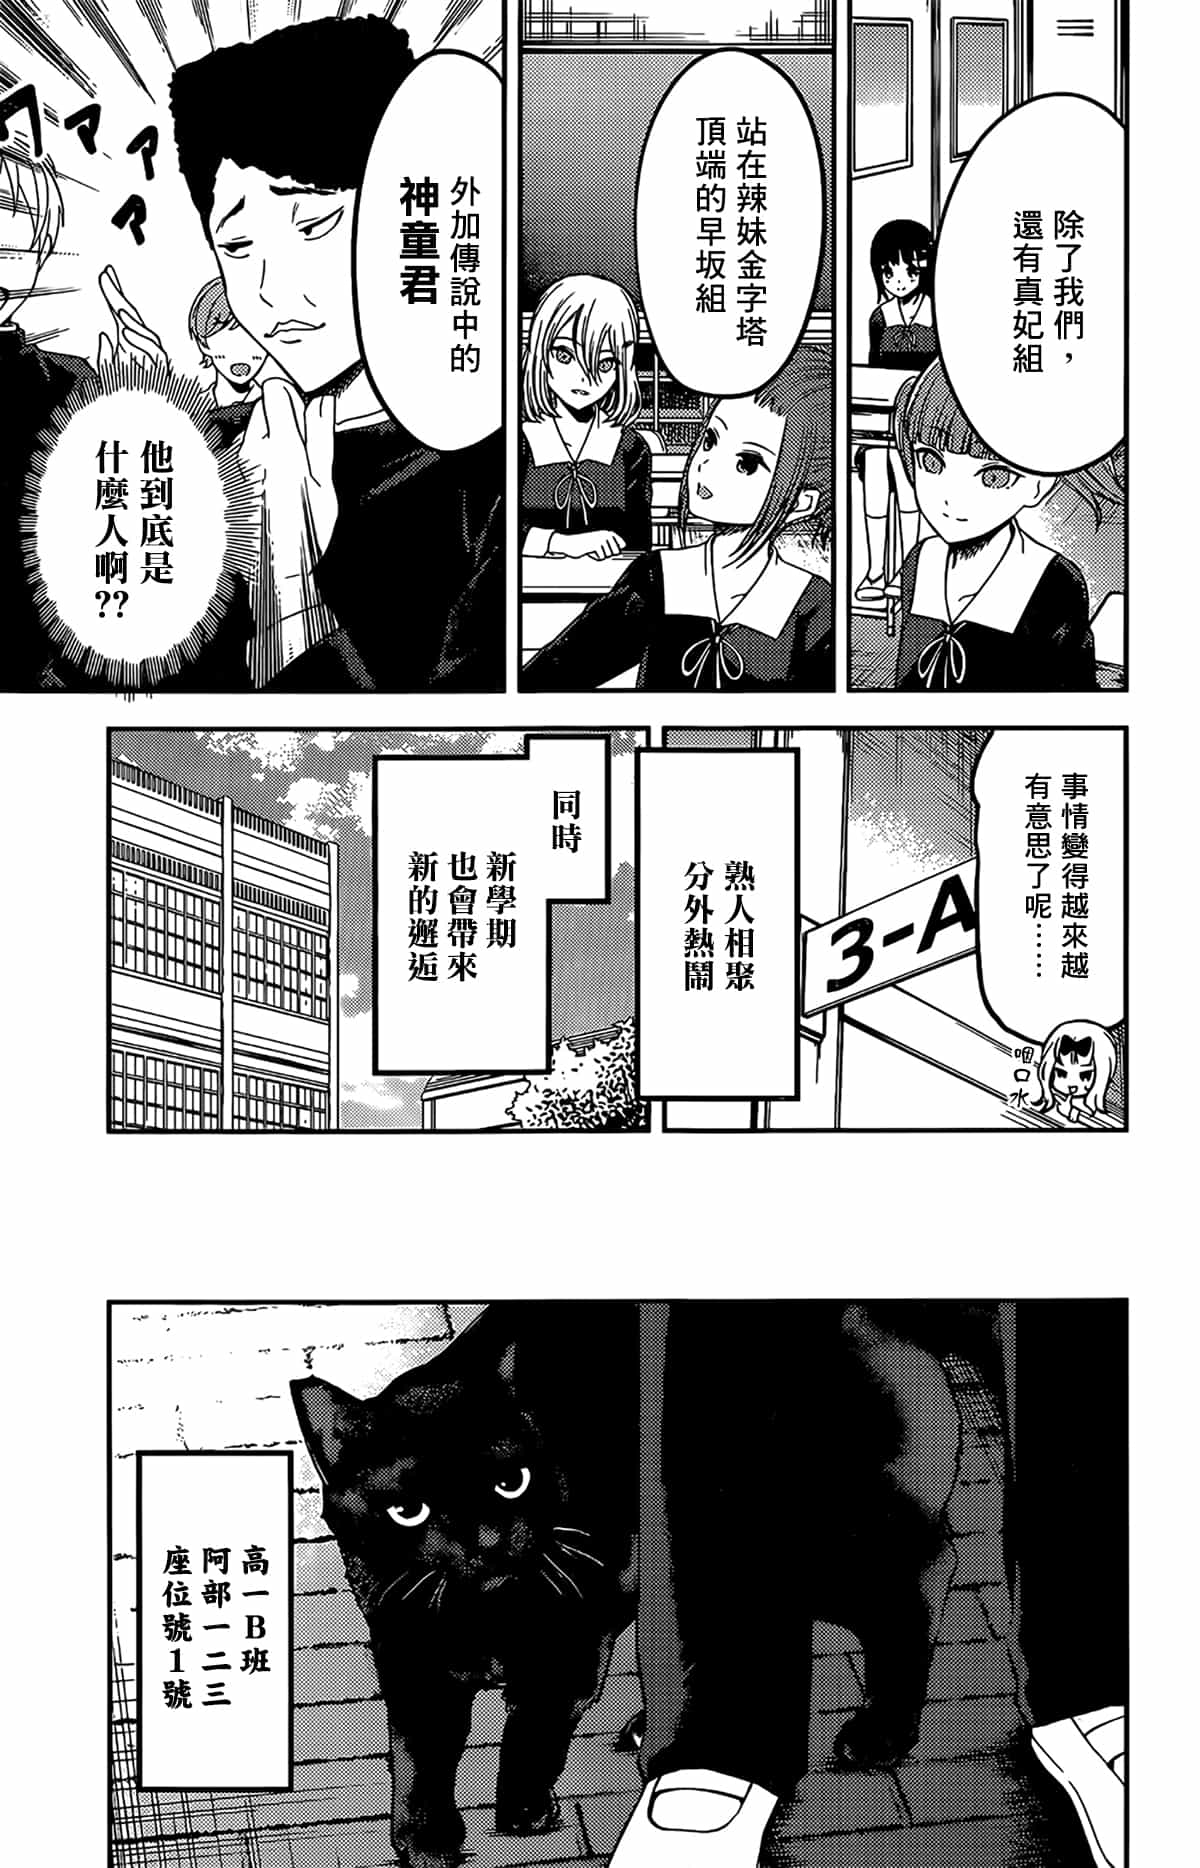 除了我們，
還有真妃組
站在辣妹金字塔
頂端的早坂組
外加傳說中的
神童君
マ
マ
マ
マ
他到底是
什麼人啊??
事情變得越來越
有意思了呢……
咽口水
3-A
熟人相聚
分外熱鬧
同時
新學期
也會帶來
新的邂逅
高一B班
阿部一二三
座位號1號